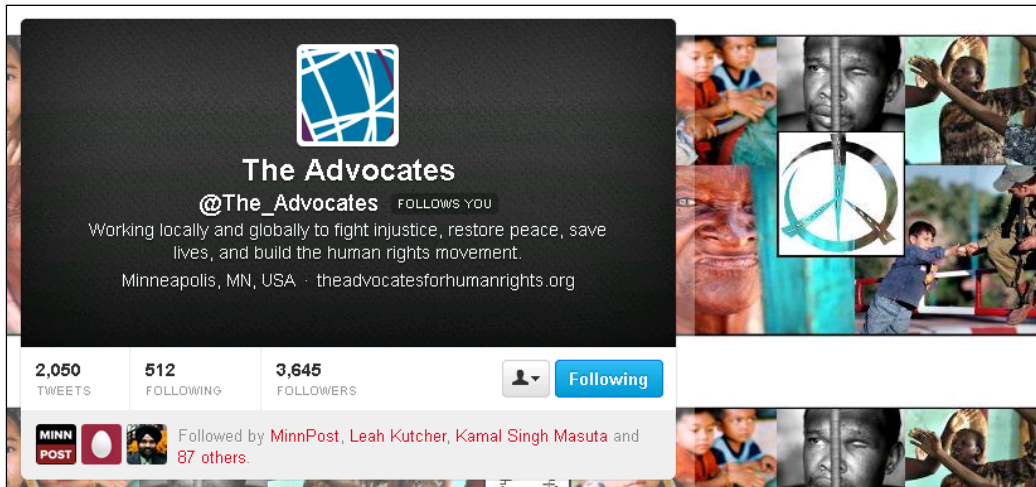 The Advocates
@The_Advocates FOLLOWS YOU
Working locally and globally to fight injustice, restore peace, save
lives, and build the human rights movement.
Minneapolis, MN, USA · theadvocatesforhumanrights.org
2,050
TWEETS
512
FOLLOWING
3,645
FOLLOWERS
Following
MINN
POST
Followed by MinnPost, Leah Kutcher, Kamal Singh Masuta and
87 others.